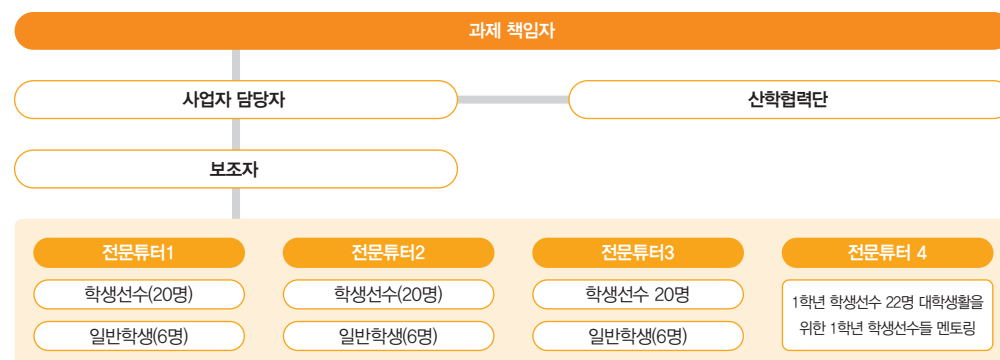 과제 책임자
사업자 담당자
산학협력단
보조자
전문튜터1
전문튜터2
전문튜터3
전문튜터 4
학생선수(20명)
학생선수(20명)
학생선수 20명
1학년 학생선수 22명 대학생활을
위한 1학년 학생선수들 멘토링
일반학생(6명)
일반학생(6명)
일반학생(6명)